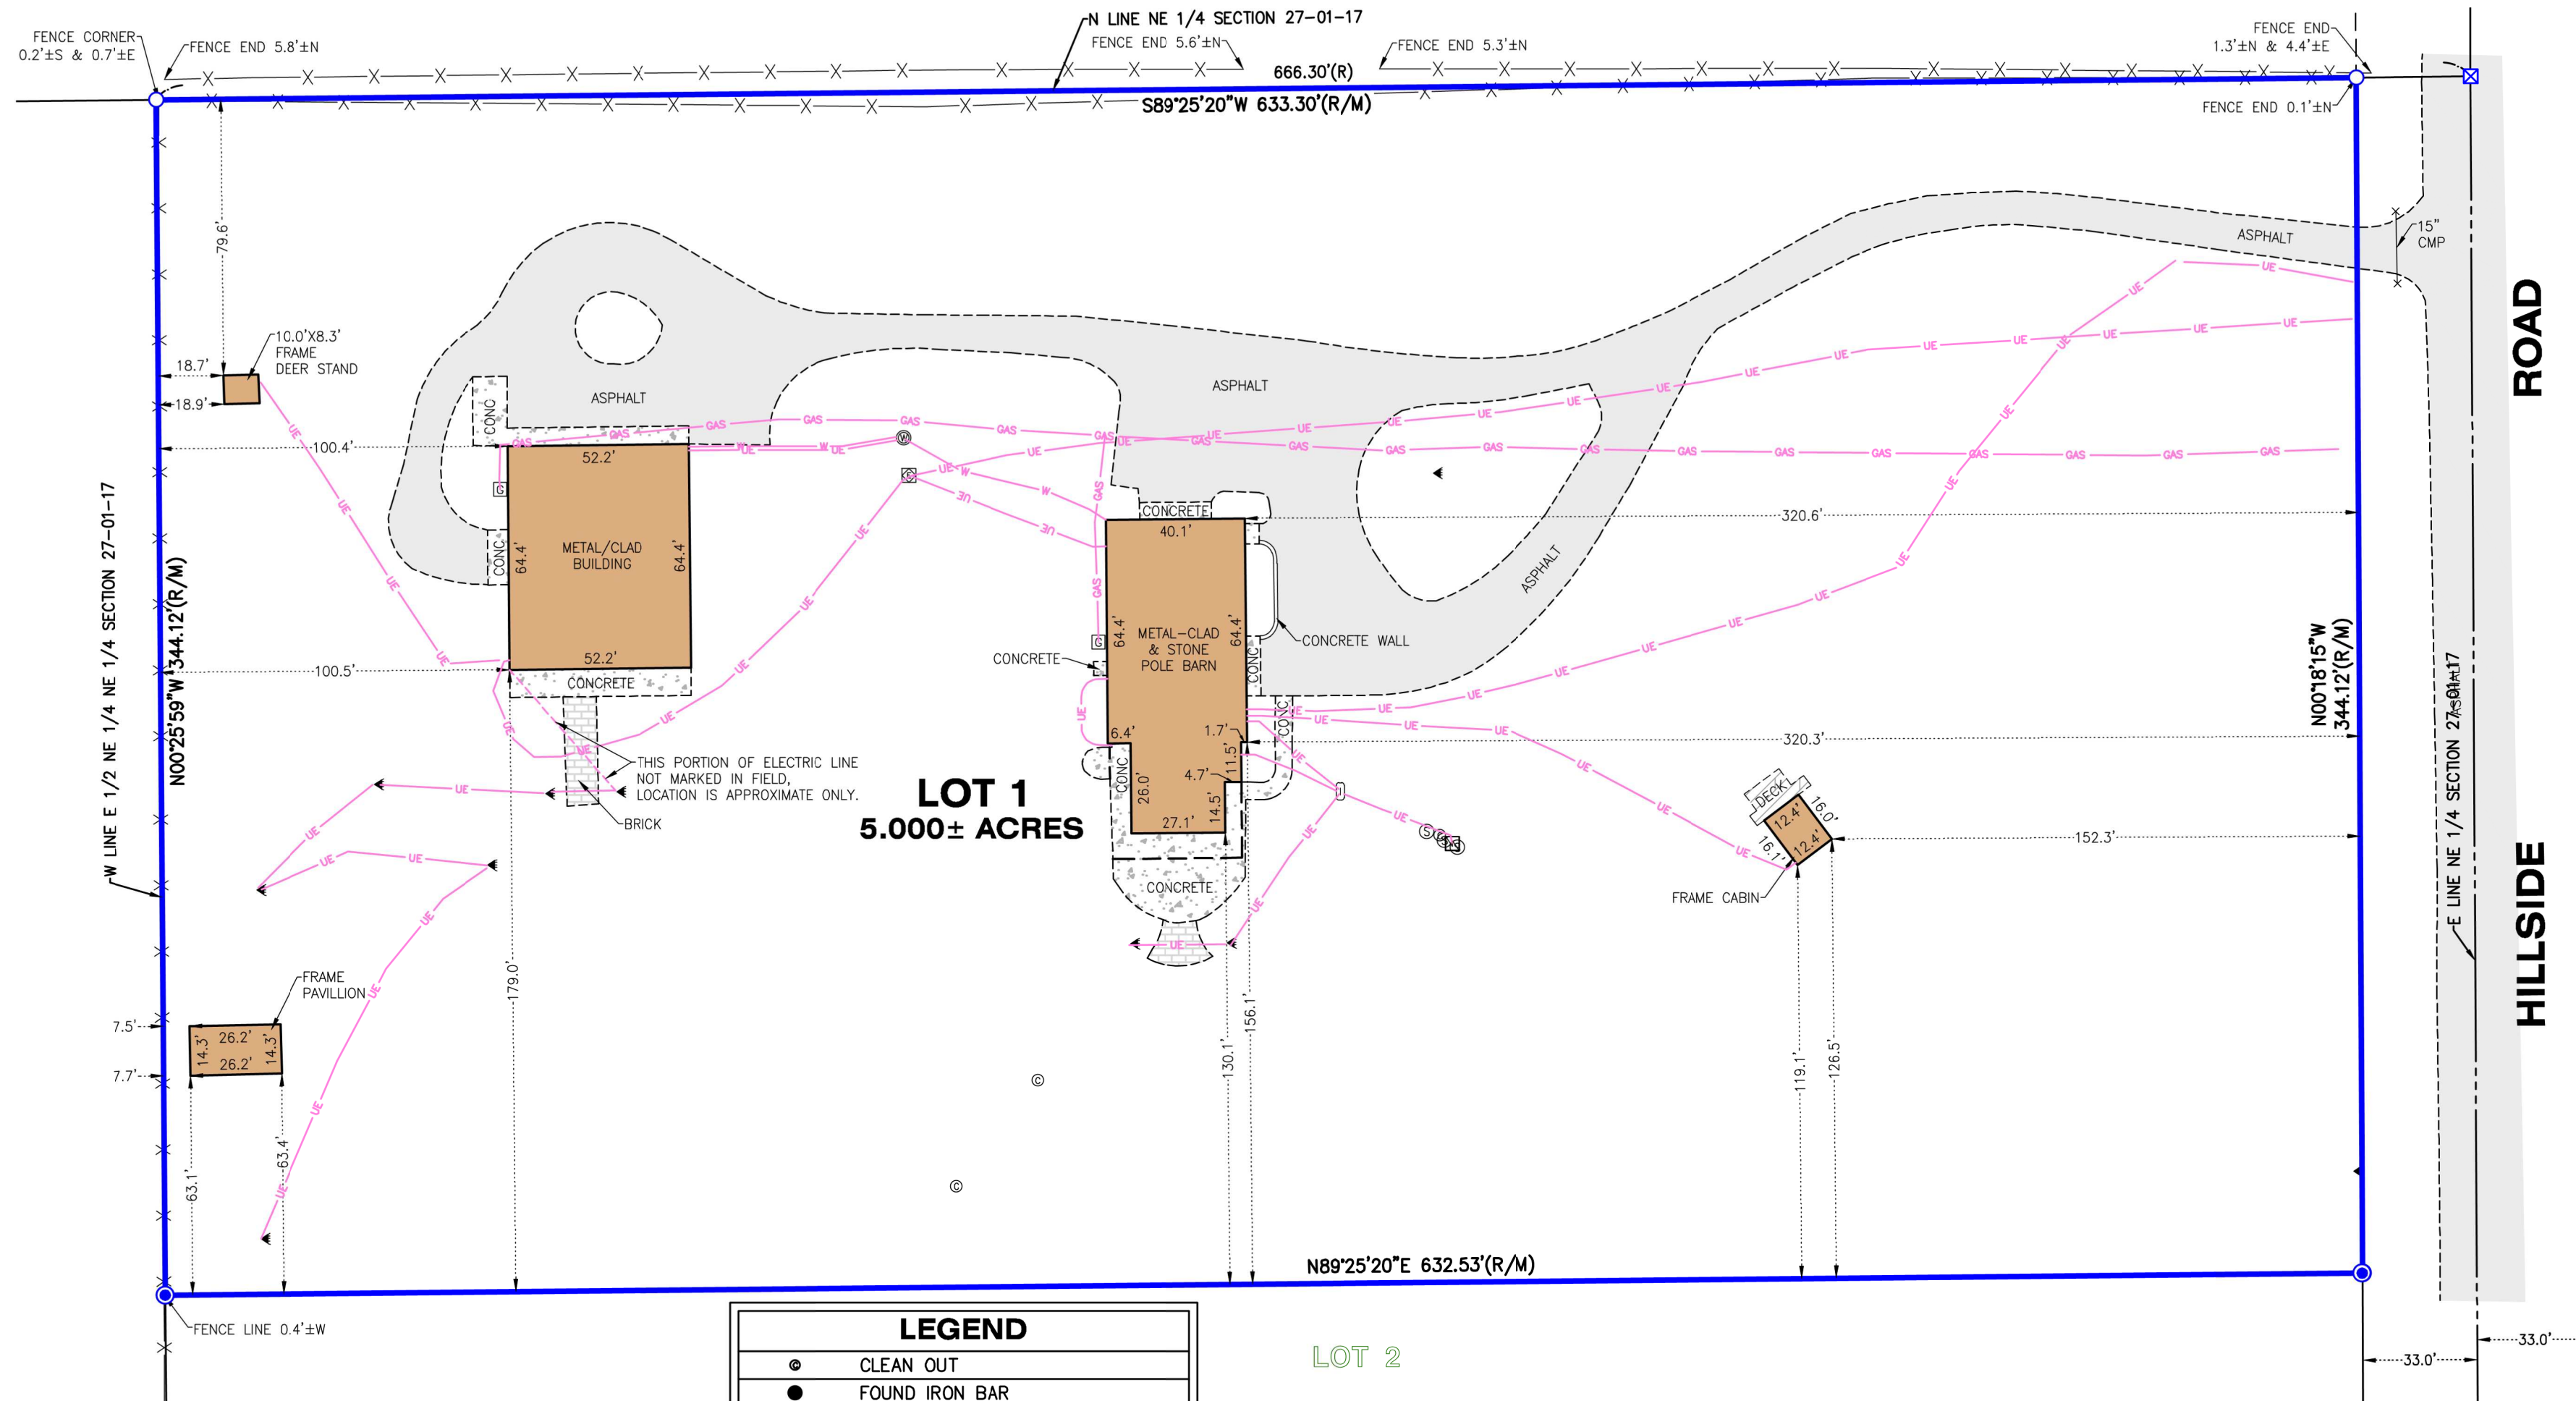 N LINE NE 1/4 SECTION 27-01-17
FENCE CORNER
0.2'±S & 0.7'±E
FENCE END 5.8'±N
FENCE END 5.6'±N
FENCE END 5.3'±N
FENCE END
1.3'±N & 4.4'±E
666.30'(R)
S89°25'20"W 633.30'(R/M)
FENCE END 0.1'±N
79.6'
15"
CMP
ASPHALT
ROAD
10.0'X8.3'
FRAME
DEER STAND
18.7'
18.9'
CONC
ASPHALT
ASPHALT
100.4'
52.2'
GAS
UE
W
G
E
CONCRETE
40.1'
320.6'
W LINE E 1/2 NE 1/4 NE 1/4 SECTION 27-01-17
N00°25'59"W 344.12'(R/M)
CONC
64.4'
METAL/CLAD
BUILDING
64.4'
ASPHALT
CONCRETE WALL
G
64.4'
METAL-CLAD
& STONE
POLE BARN
64.4'
CONC
CONCRETE
100.5'
52.2'
CONCRETE
N00°18'15"W
344.12'(R/M)
ASPHALT
E LINE NE 1/4 SECTION 27-01-17
CONC
6.4'
1.7'
320.3'
THIS PORTION OF ELECTRIC LINE
NOT MARKED IN FIELD,
LOCATION IS APPROXIMATE ONLY.
BRICK
LOT 1
5.000± ACRES
CONC
26.0'
4.7'
11.5'
14.5'
27.1'
CONCRETE
S
DECK
12.4'
16.0'
16.1'
12.4'
152.3'
FRAME CABIN
HILLSIDE
FRAME
PAVILLION
7.5'
26.2'
14.3'
14.3'
26.2'
7.7'
63.1'
63.4'
179.0'
130.1'
156.1'
119.1'
126.5'
C
C
N89°25'20"E 632.53'(R/M)
FENCE LINE 0.4'±W
LEGEND
C CLEAN OUT
FOUND IRON BAR
LOT 2
33.0'
33.0'